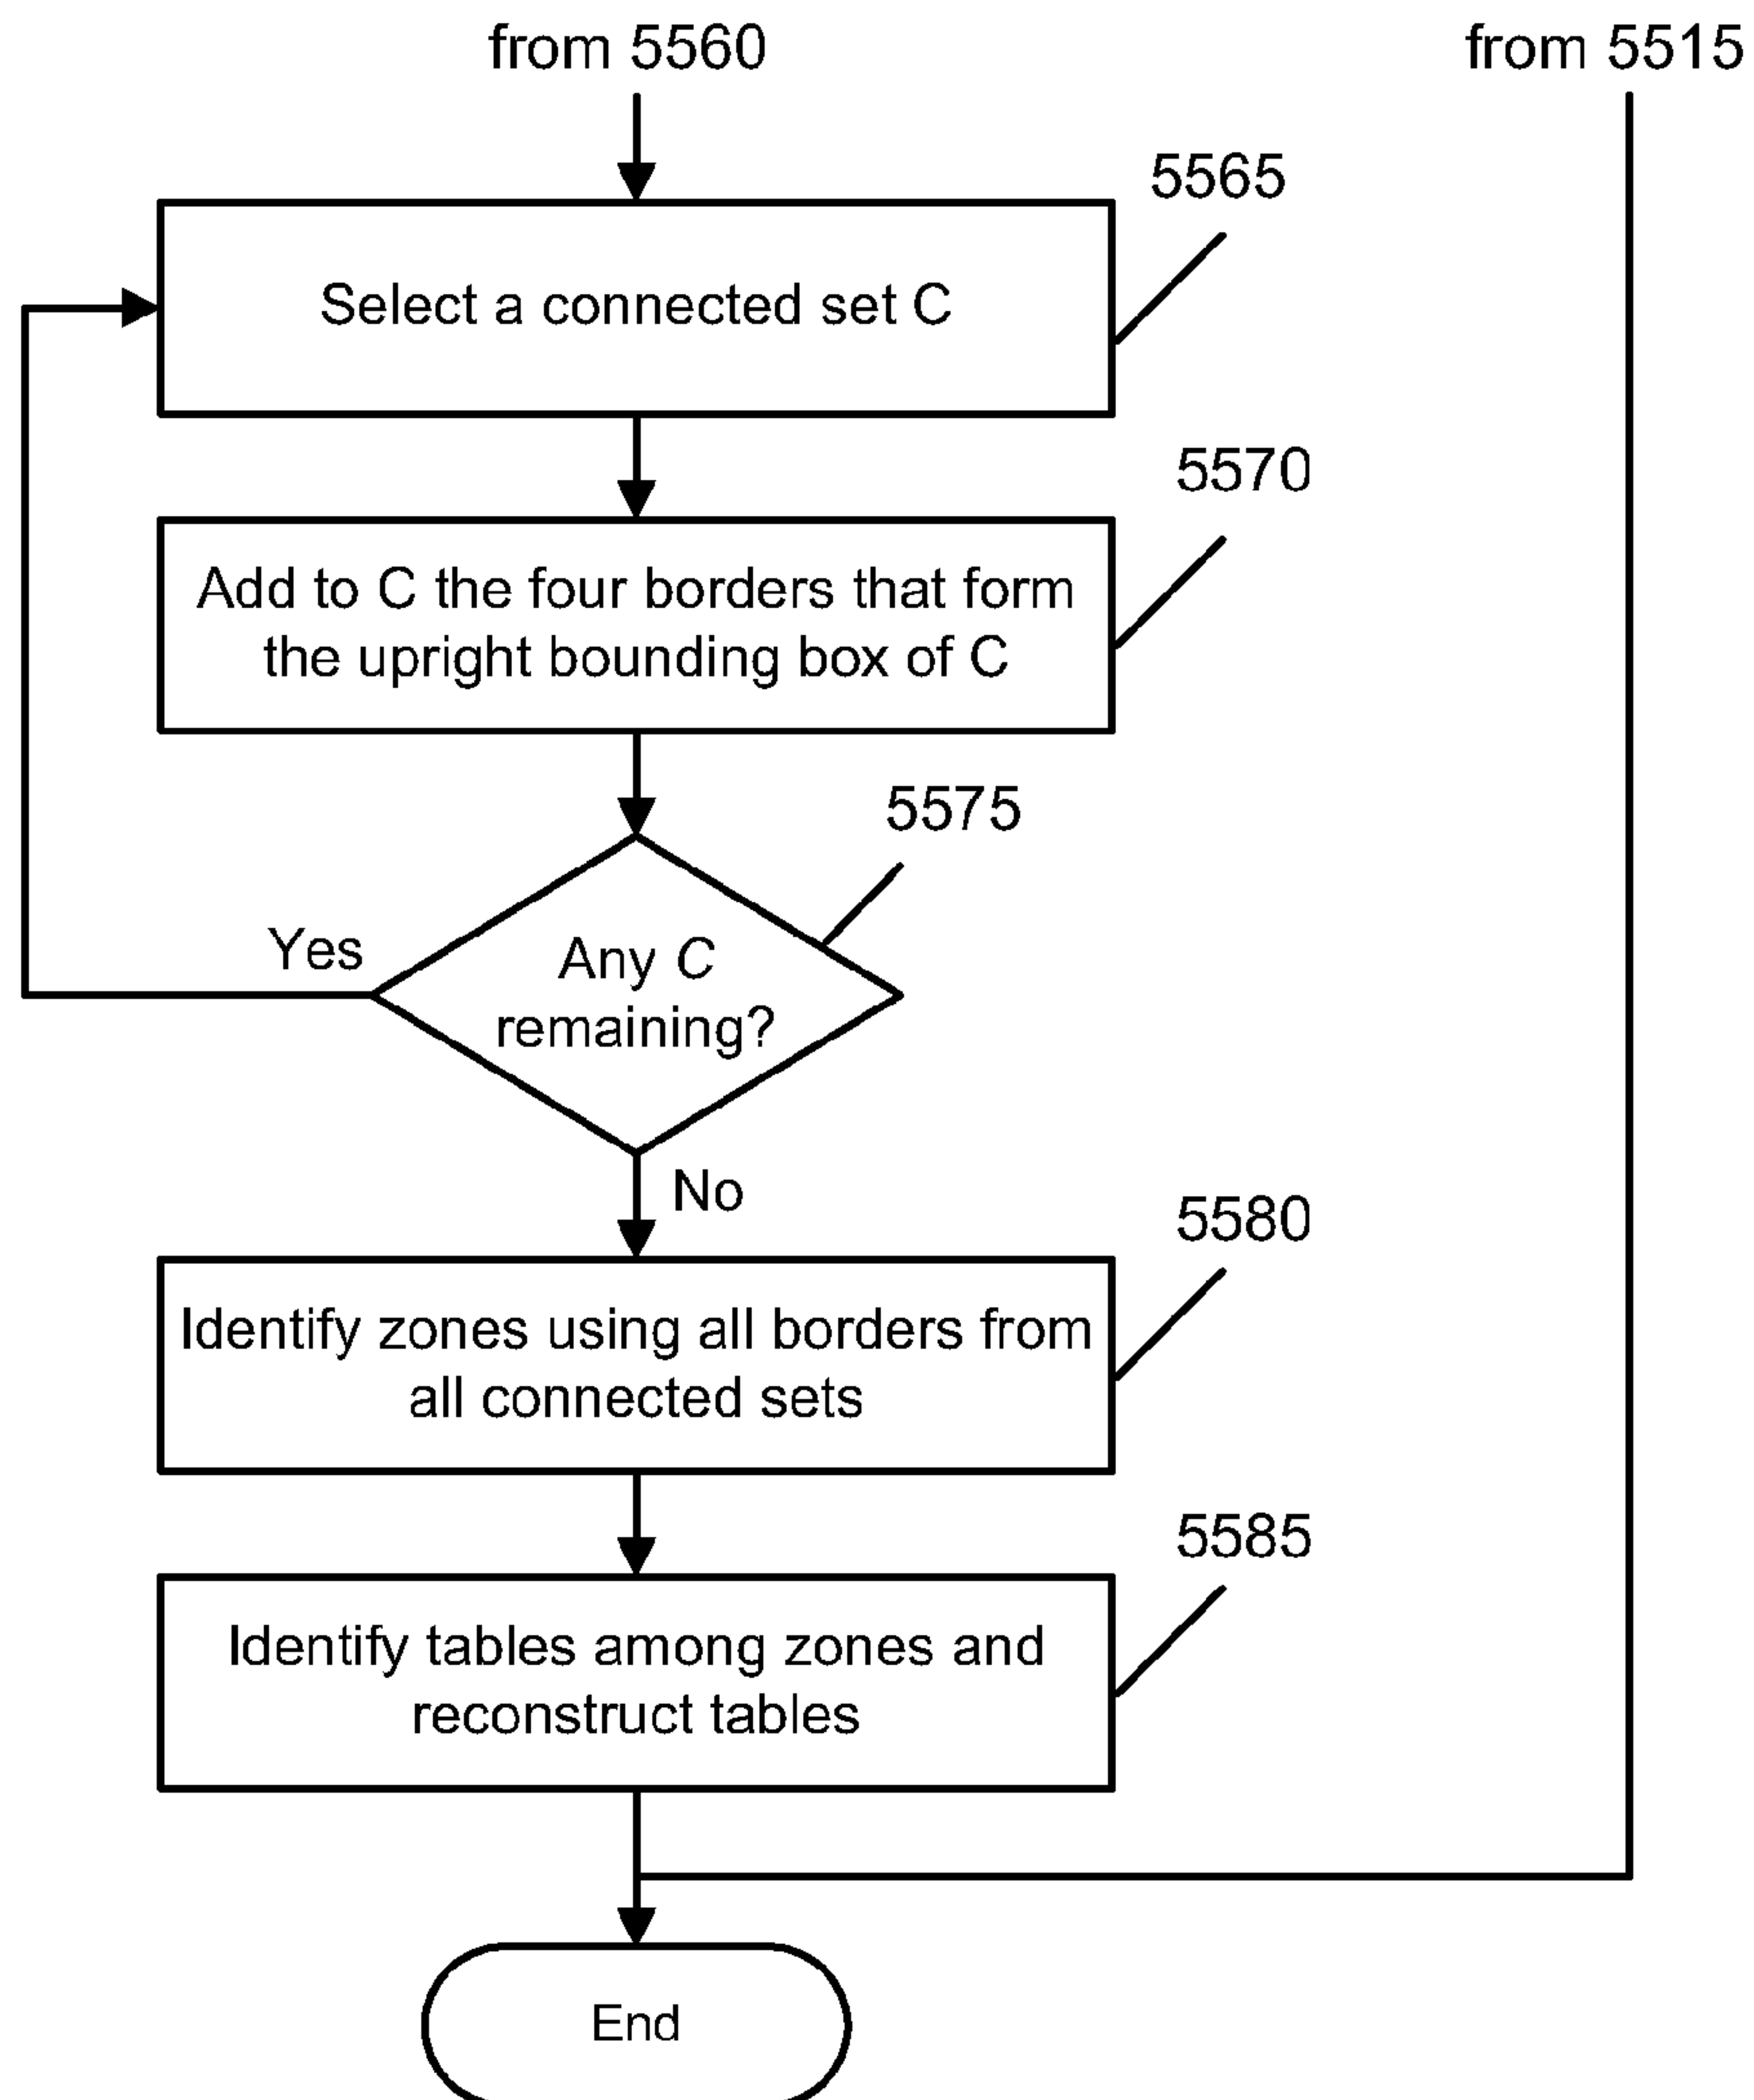 from 5560
from 5515
5565
Select a connected set C
5570
Add to C the four borders that form
the upright bounding box of C
5575
Yes
Any C
remaining?
No
5580
Identify zones using all borders from
all connected sets
5585
Identify tables among zones and
reconstruct tables
End